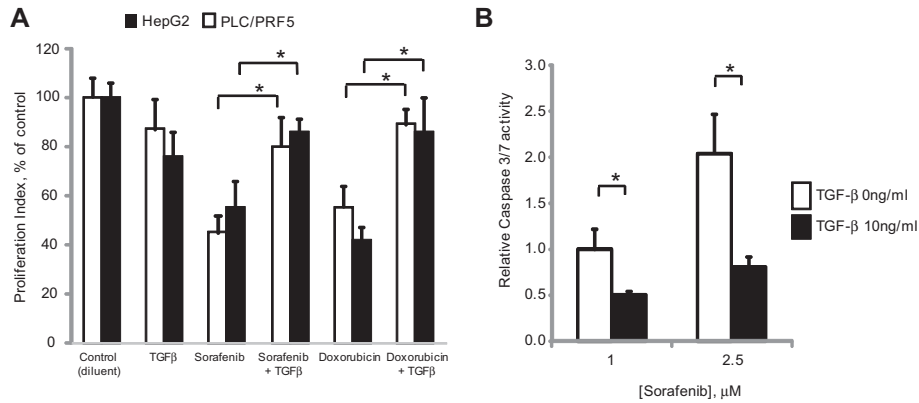 A
HepG2 PLC/PRF5
Proliferation Index, % of control
120
100
80
60
40
20
0
* *
* *
Control (diluent)
TGFβ
Sorafenib
Sorafenib + TGFβ
Doxorubicin
Doxorubicin + TGFβ
B
Relative Caspase 3/7 activity
3.0
2.5
2.0
1.5
1.0
0.5
0.0
*
*
1 2.5
[Sorafenib], μM
TGF-β 0ng/ml
TGF-β 10ng/ml